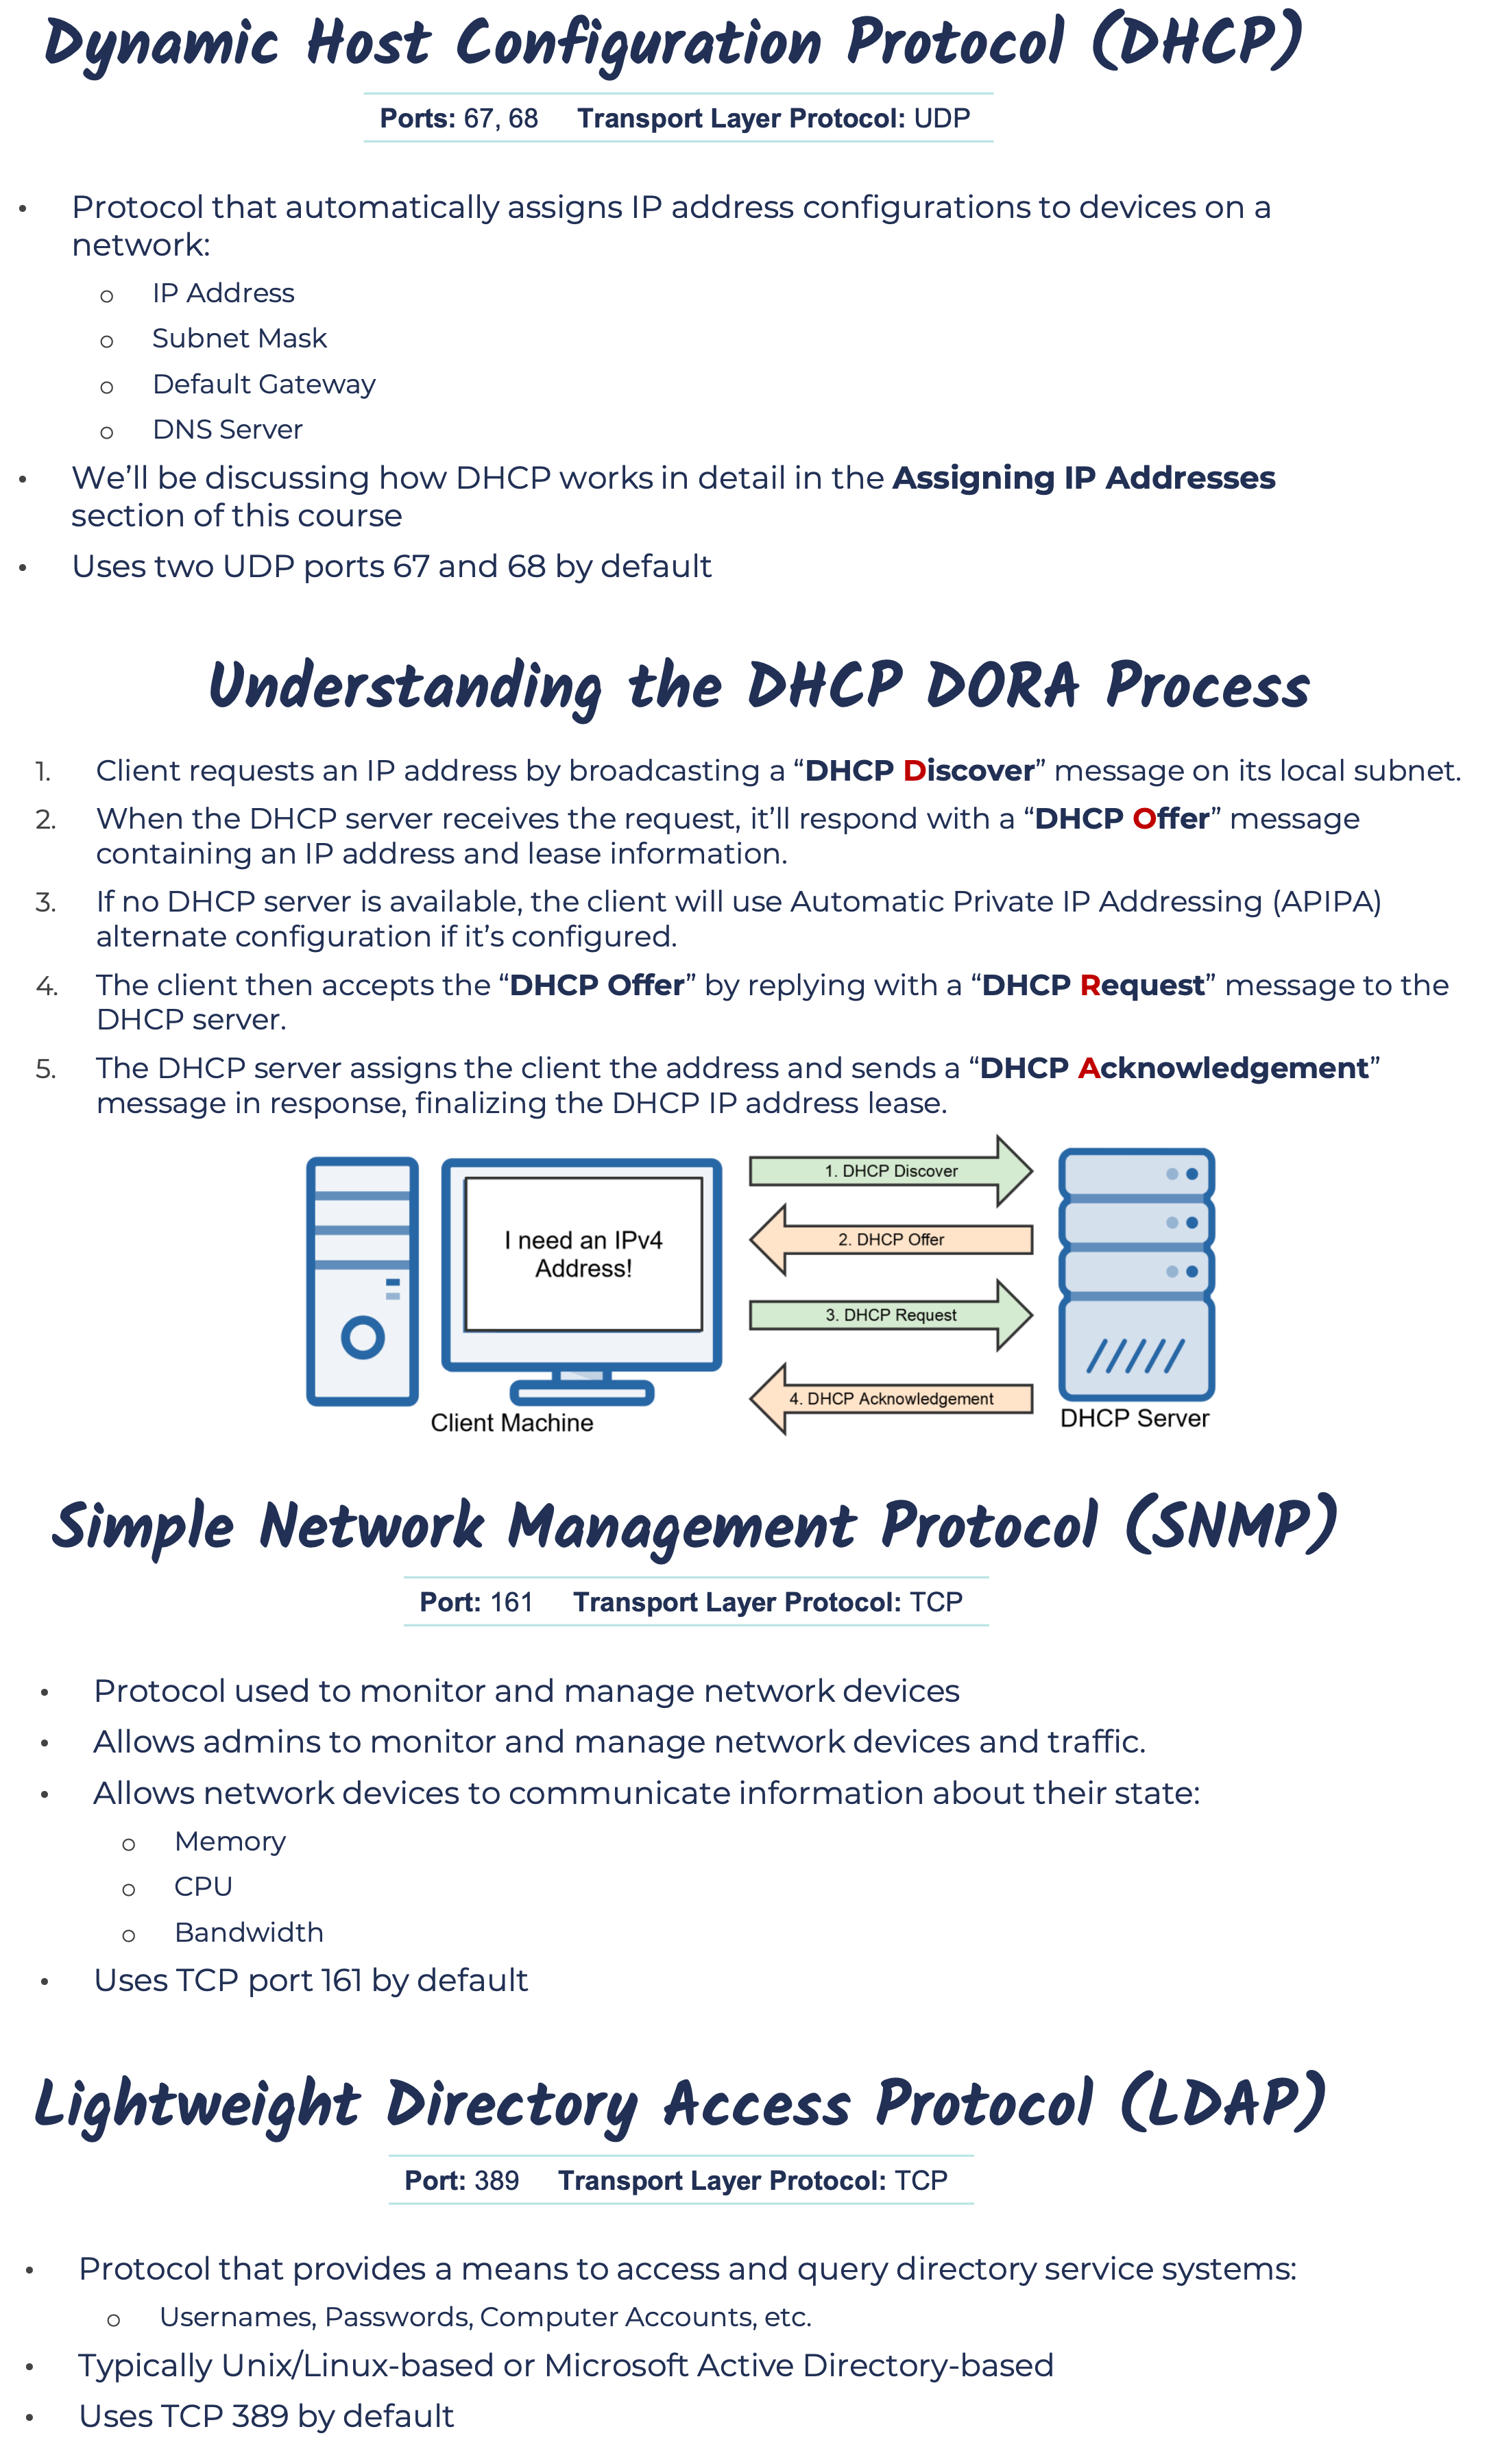 Dynamic Host Configuration Protocol (DHCP)
Ports: 67, 68 Transport Layer Protocol: UDP
• Protocol that automatically assigns IP address configurations to devices on a
network:
o IP Address
o Subnet Mask
o Default Gateway
o DNS Server
• We’ll be discussing how DHCP works in detail in the Assigning IP Addresses
section of this course
• Uses two UDP ports 67 and 68 by default
Understanding the DHCP DORA Process
1. Client requests an IP address by broadcasting a “DHCP Discover” message on its local subnet.
2. When the DHCP server receives the request, it’ll respond with a “DHCP Offer” message
containing an IP address and lease information.
3. If no DHCP server is available, the client will use Automatic Private IP Addressing (APIPA)
alternate configuration if it’s configured.
4. The client then accepts the “DHCP Offer” by replying with a “DHCP Request” message to the
DHCP server.
5. The DHCP server assigns the client the address and sends a “DHCP Acknowledgement”
message in response, finalizing the DHCP IP address lease.
I need an IPv4
Address!
Client Machine
1. DHCP Discover
2. DHCP Offer
3. DHCP Request
4. DHCP Acknowledgement
DHCP Server
Simple Network Management Protocol (SNMP)
Port: 161 Transport Layer Protocol: TCP
• Protocol used to monitor and manage network devices
• Allows admins to monitor and manage network devices and traffic.
• Allows network devices to communicate information about their state:
o Memory
o CPU
o Bandwidth
• Uses TCP port 161 by default
Lightweight Directory Access Protocol (LDAP)
Port: 389 Transport Layer Protocol: TCP
• Protocol that provides a means to access and query directory service systems:
o Usernames, Passwords, Computer Accounts, etc.
• Typically Unix/Linux-based or Microsoft Active Directory-based
• Uses TCP 389 by default